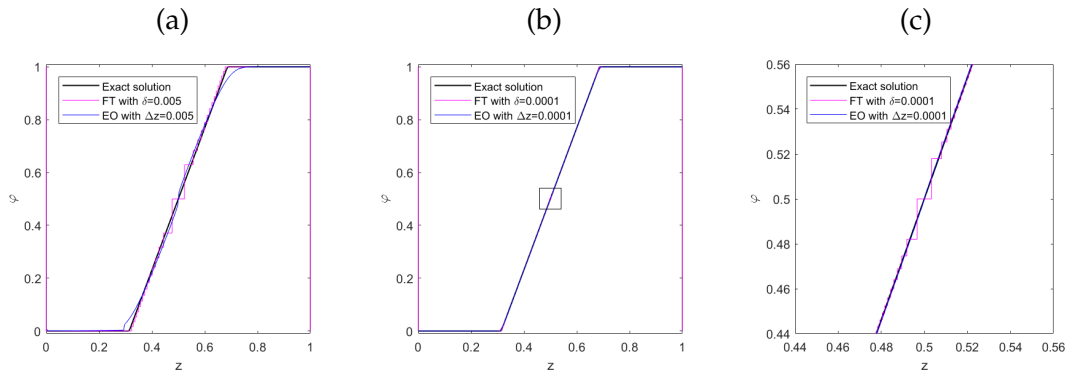 (a)
(b)
(c)
Exact solution
FT with δ=0.005
EO with Δz=0.005
1
0.8
0.6
0.4
0.2
0
φ
0
0.2
0.4
0.6
0.8
1
z
Exact solution
FT with δ=0.0001
EO with Δz=0.0001
1
0.8
0.6
0.4
0.2
0
φ
0
0.2
0.4
0.6
0.8
1
z
Exact solution
FT with δ=0.0001
EO with Δz=0.0001
0.56
0.54
0.52
0.5
0.48
0.46
0.44
φ
0.44
0.46
0.48
0.5
0.52
0.54
0.56
z